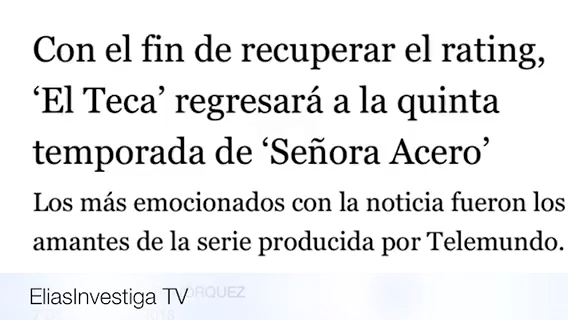 Con el fin de recuperar el rating,
‘El Teca’ regresará a la quinta
temporada de ‘Señora Acero’
Los más emocionados con la noticia fueron los
amantes de la serie producida por Telemundo.
EliasInvestiga TV